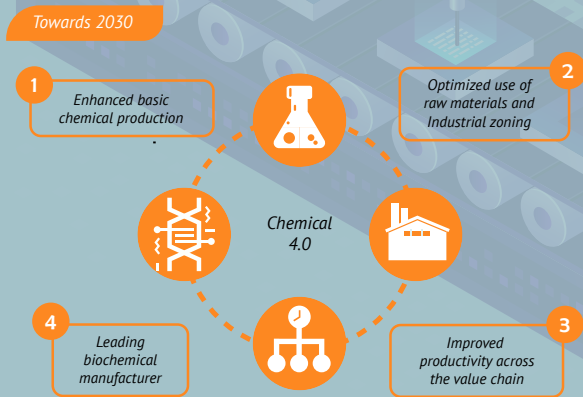 Towards 2030
1
Enhanced basic
chemical production
2
Optimized use of
raw materials and
Industrial zoning
Chemical
4.0
4
Leading
biochemical
manufacturer
3
Improved
productivity across
the value chain